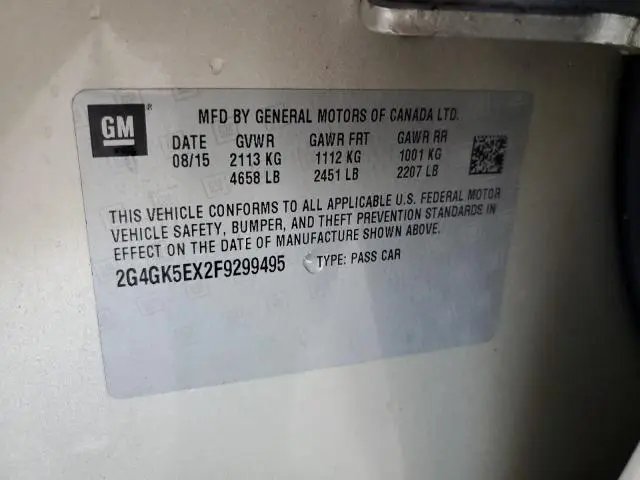 GM®
MFD BY GENERAL MOTORS OF CANADA LTD.
DATE GVWR GAWR FRT GAWR RR
08/15 2113 KG 1112 KG 1001 KG
4658 LB 2451 LB 2207 LB
THIS VEHICLE CONFORMS TO ALL APPLICABLE U.S. FEDERAL MOTOR
VEHICLE SAFETY, BUMPER, AND THEFT PREVENTION STANDARDS IN
EFFECT ON THE DATE OF MANUFACTURE SHOWN ABOVE.
2G4GK5EX2F9299495 TYPE: PASS CAR